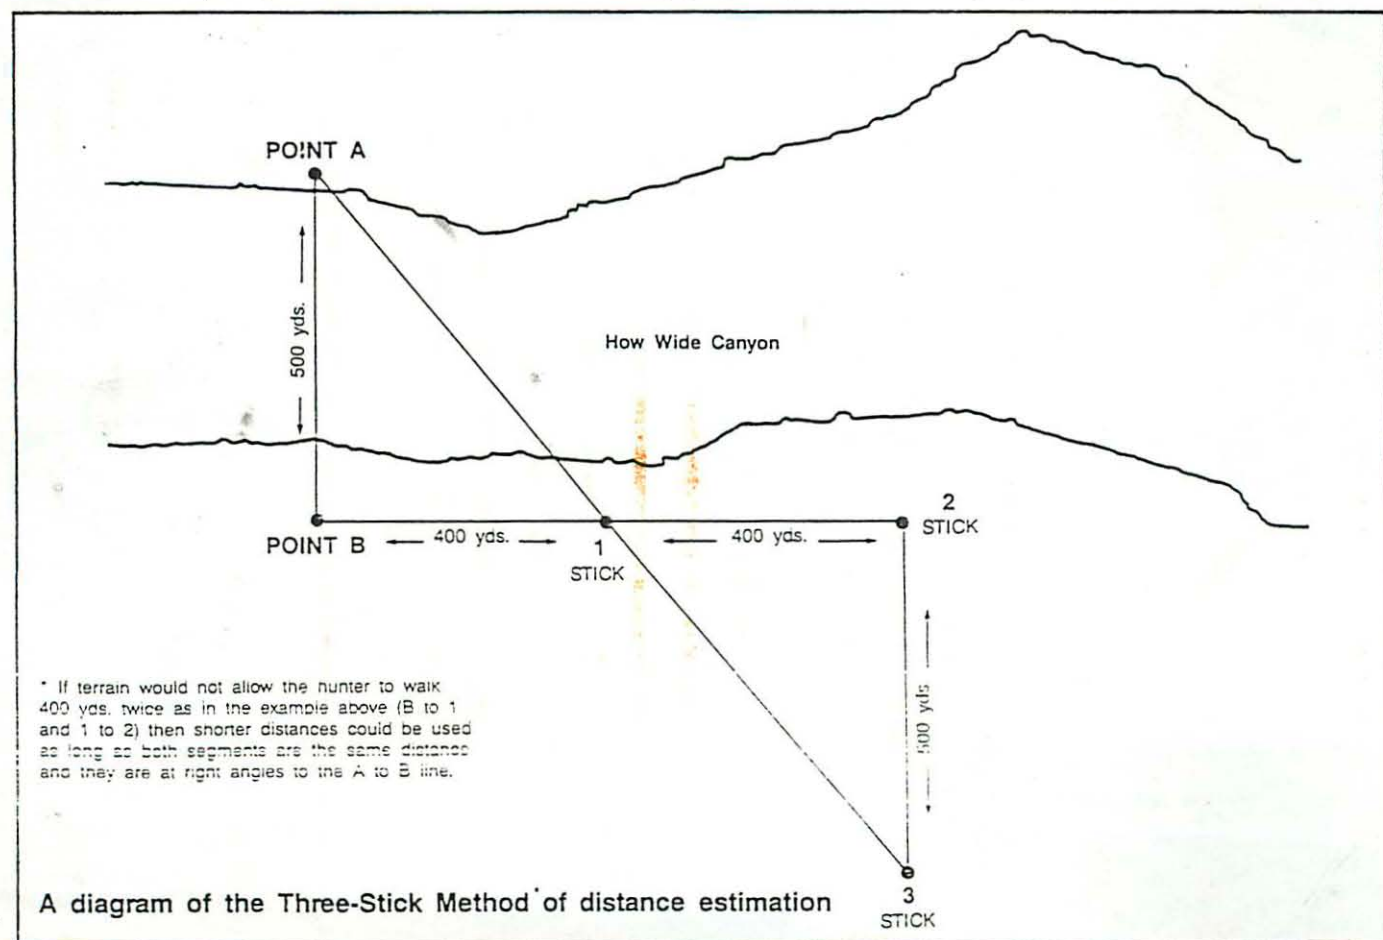 POINT A
500 yds.
How Wide Canyon
POINT B
400 yds.
1
STICK
400 yds.
2
STICK
500 yds
* If terrain would not allow the hunter to walk
400 yds. twice as in the example above (B to 1
and 1 to 2) then shorter distances could be used
as long as both segments are the same distance
and they are at right angles to the A to B line.
3
STICK
A diagram of the Three-Stick Method* of distance estimation